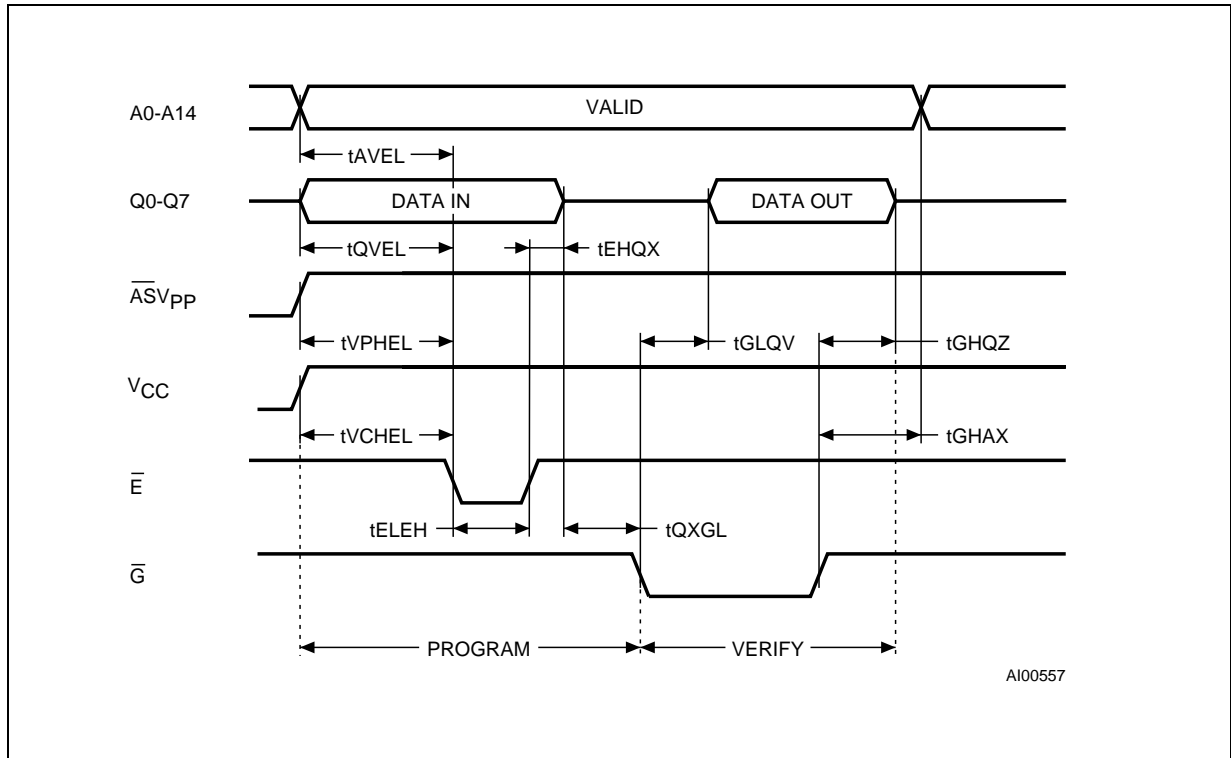 A0-A14
VALID
tAVEL
Q0-Q7
DATA IN
DATA OUT
tQVEL
tEHQX
A̅S̅VPP
tVPHEL
tGLQV
tGHQZ
VCC
tVCHEL
tGHAX
E̅
tELEH
tQXGL
G̅
PROGRAM
VERIFY
AI00557